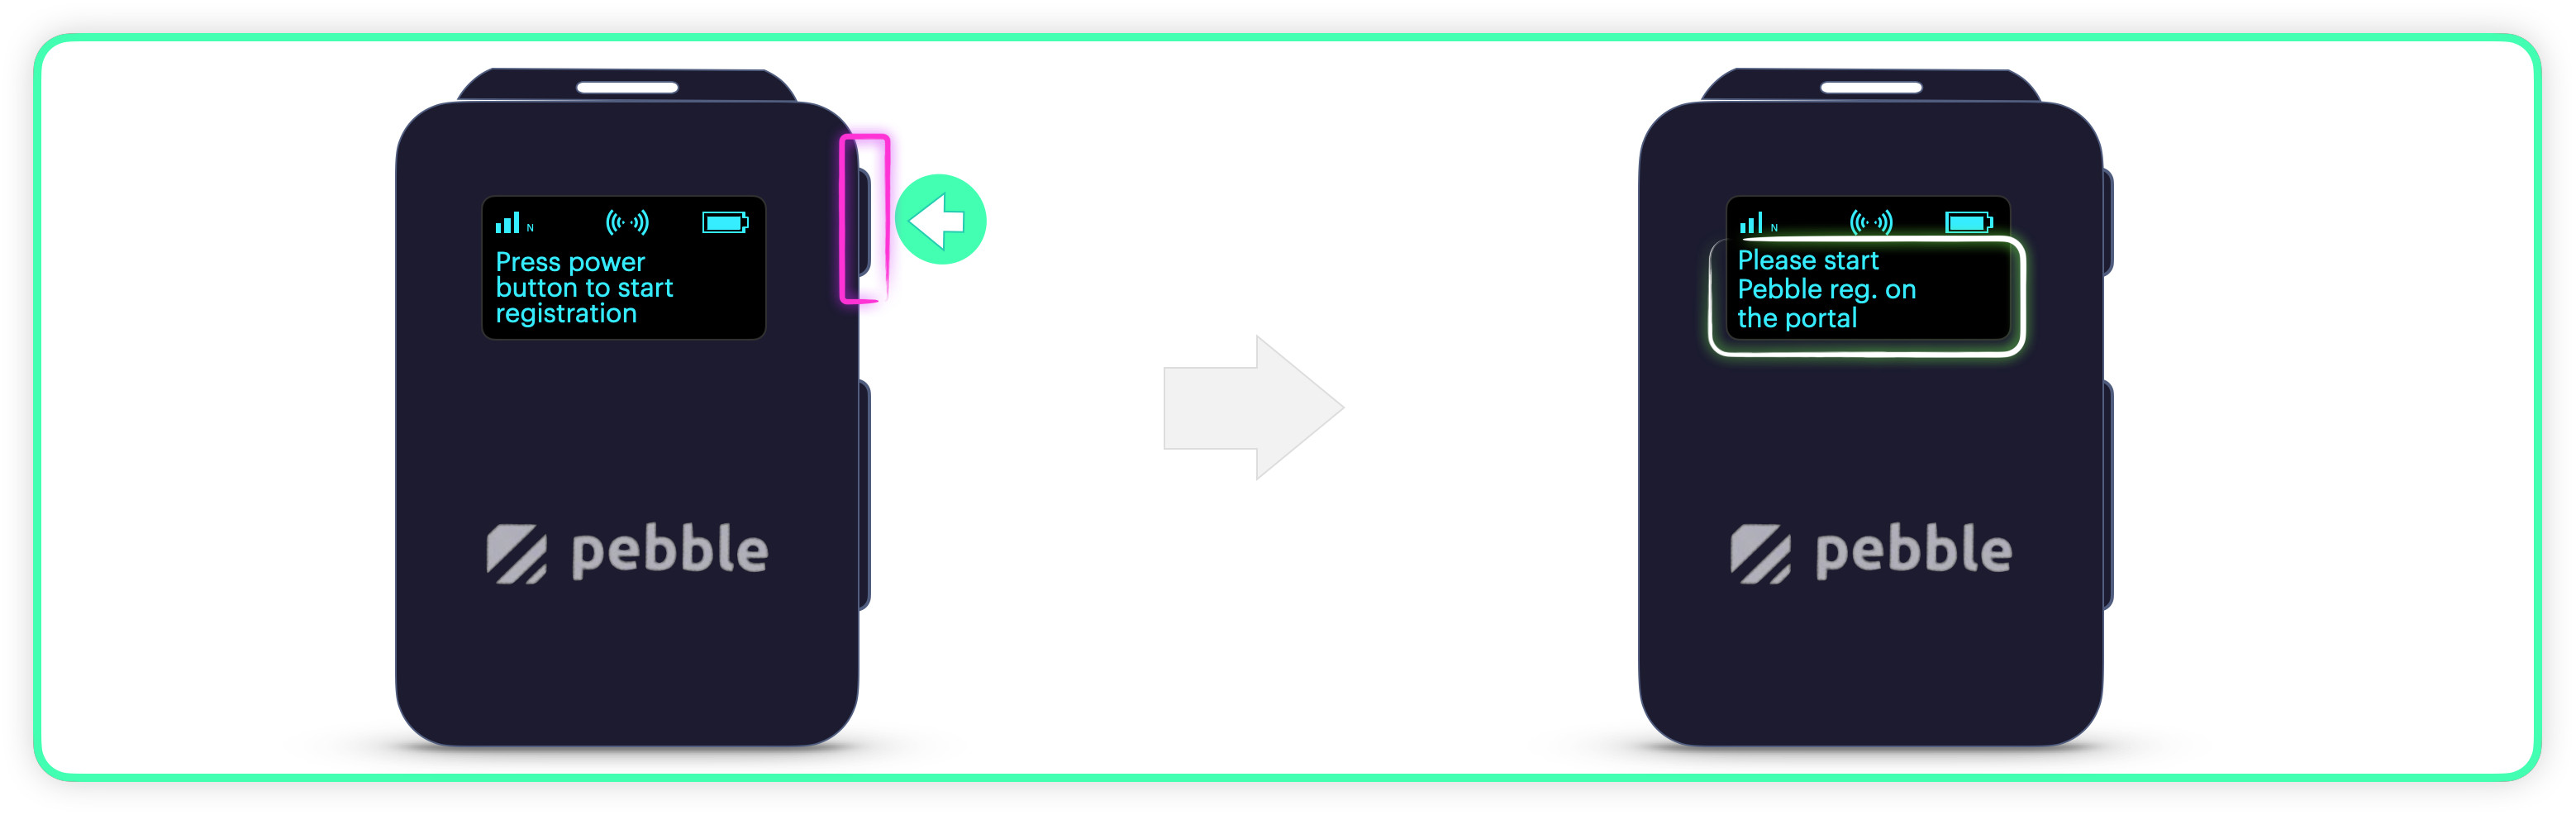 N
Press power
button to start
registration
pebble
N
Please start
Pebble reg. on
the portal
pebble